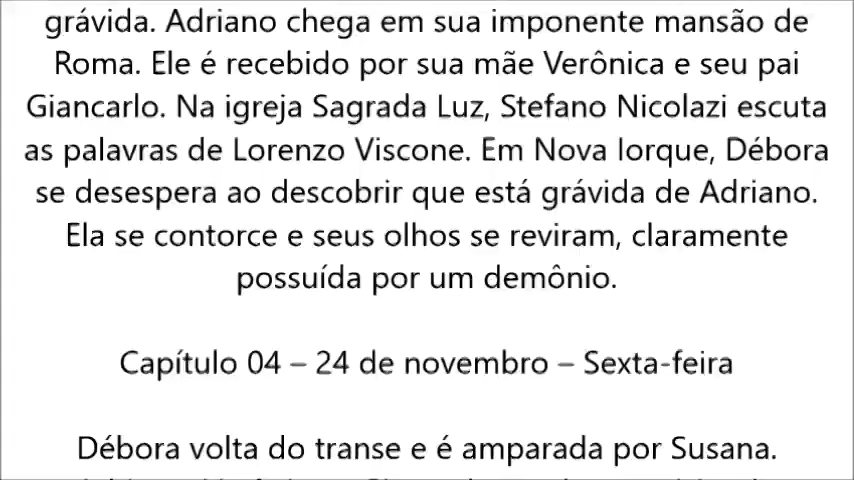 grávida. Adriano chega em sua imponente mansão de
Roma. Ele é recebido por sua mãe Verônica e seu pai
Giancarlo. Na igreja Sagrada Luz, Stefano Nicolazi escuta
as palavras de Lorenzo Viscone. Em Nova Iorque, Débora
se desespera ao descobrir que está grávida de Adriano.
Ela se contorce e seus olhos se reviram, claramente
possuída por um demônio.
Capítulo 04 – 24 de novembro – Sexta-feira
Débora volta do transe e é amparada por Susana.